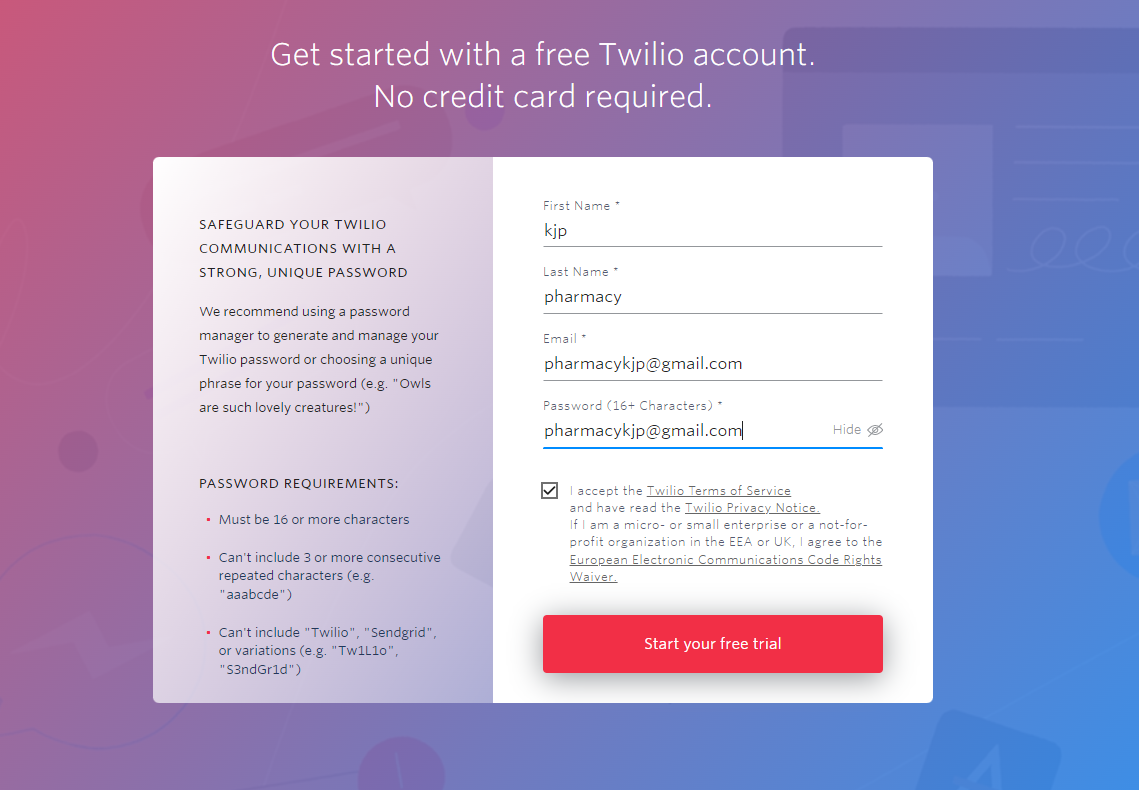 Get started with a free Twilio account.
No credit card required.
SAFEGUARD YOUR TWILIO
COMMUNICATIONS WITH A
STRONG, UNIQUE PASSWORD
We recommend using a password
manager to generate and manage your
Twilio password or choosing a unique
phrase for your password (e.g. "Owls
are such lovely creatures!")
PASSWORD REQUIREMENTS:
Must be 16 or more characters
Can't include 3 or more consecutive
repeated characters (e.g.
"aaabcde")
Can't include "Twilio", "Sendgrid",
or variations (e.g. "Tw1L1o",
"S3ndGr1d")
First Name *
kjp
Last Name *
pharmacy
Email *
pharmacykjp@gmail.com
Password (16+ Characters) *
pharmacykjp@gmail.com Hide
I accept the Twilio Terms of Service
and have read the Twilio Privacy Notice.
If I am a micro- or small enterprise or a not-for-
profit organization in the EEA or UK, I agree to the
European Electronic Communications Code Rights
Waiver.
Start your free trial